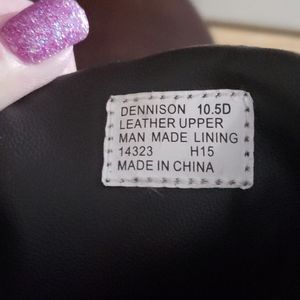 DENNISON 10.5D
LEATHER UPPER
MAN MADE LINING
14323 H15
MADE IN CHINA